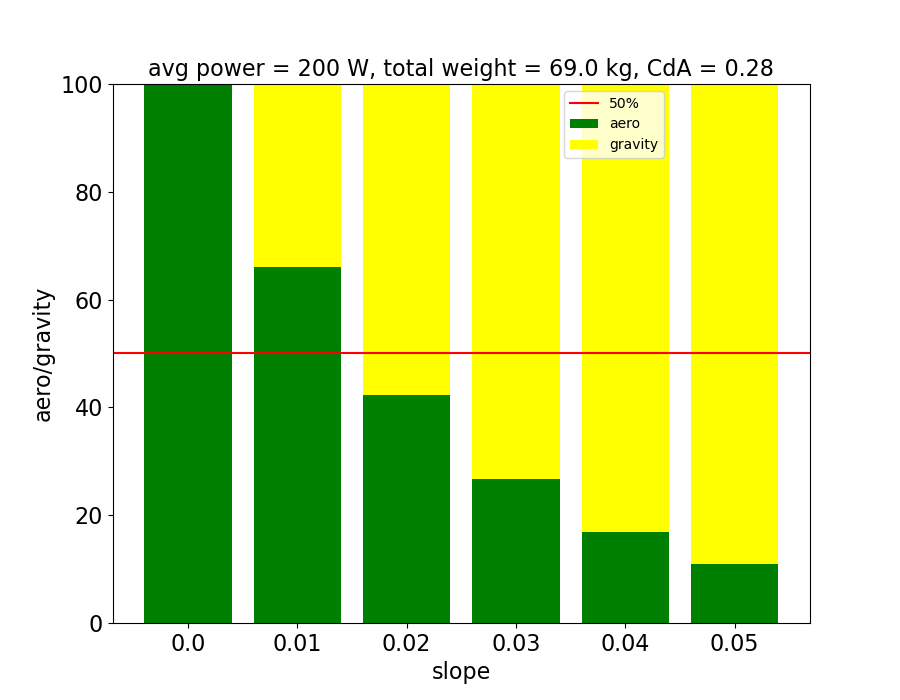 avg power = 200 W, total weight = 69.0 kg, CdA = 0.28
100
80
60
40
20
0
aero/gravity
50%
aero
gravity
0.0 0.01 0.02 0.03 0.04 0.05
slope